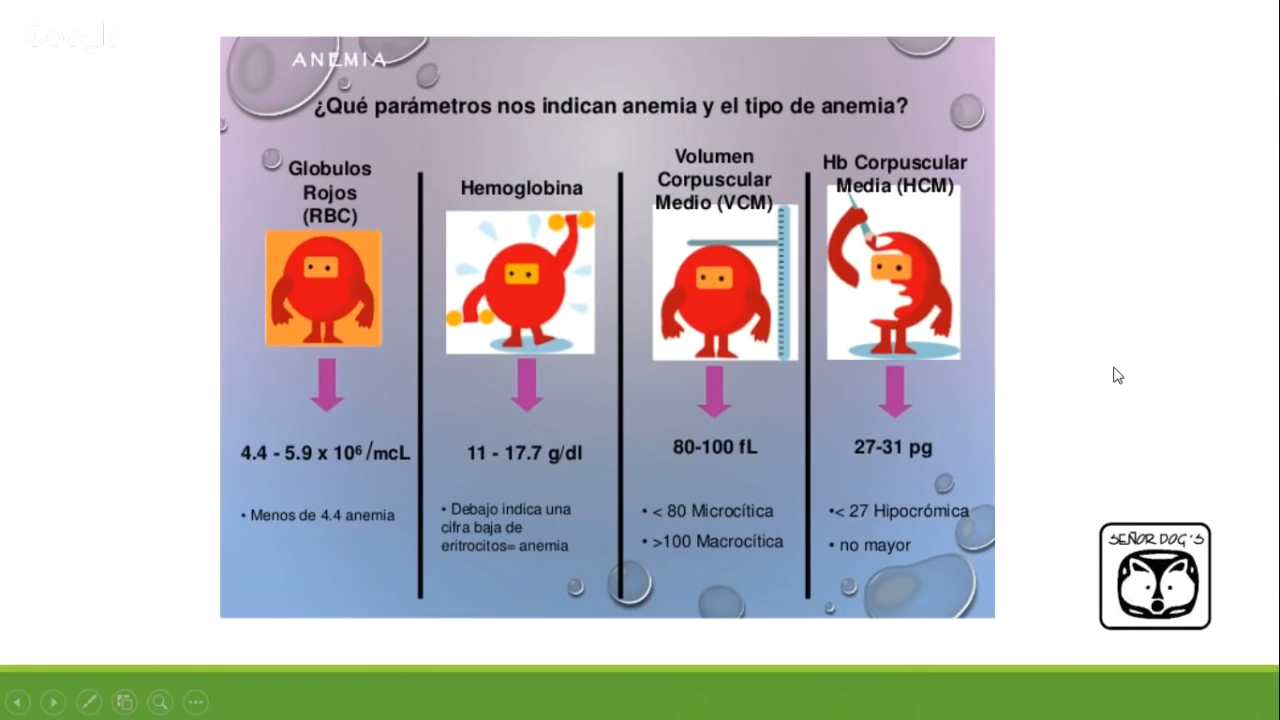 Google
ANEMIA
¿Qué parámetros nos indican anemia y el tipo de anemia?
Globulos
Rojos
(RBC)
4.4 - 5.9 x 10⁶ /mcL
• Menos de 4.4 anemia
Hemoglobina
11 - 17.7 g/dl
• Debajo indica una
cifra baja de
eritrocitos= anemia
Volumen
Corpuscular
Medio (VCM)
80-100 fL
• < 80 Microcítica
• >100 Macrocítica
Hb Corpuscular
Media (HCM)
27-31 pg
•< 27 Hipocrómica
• no mayor
SEÑOR DOG'S